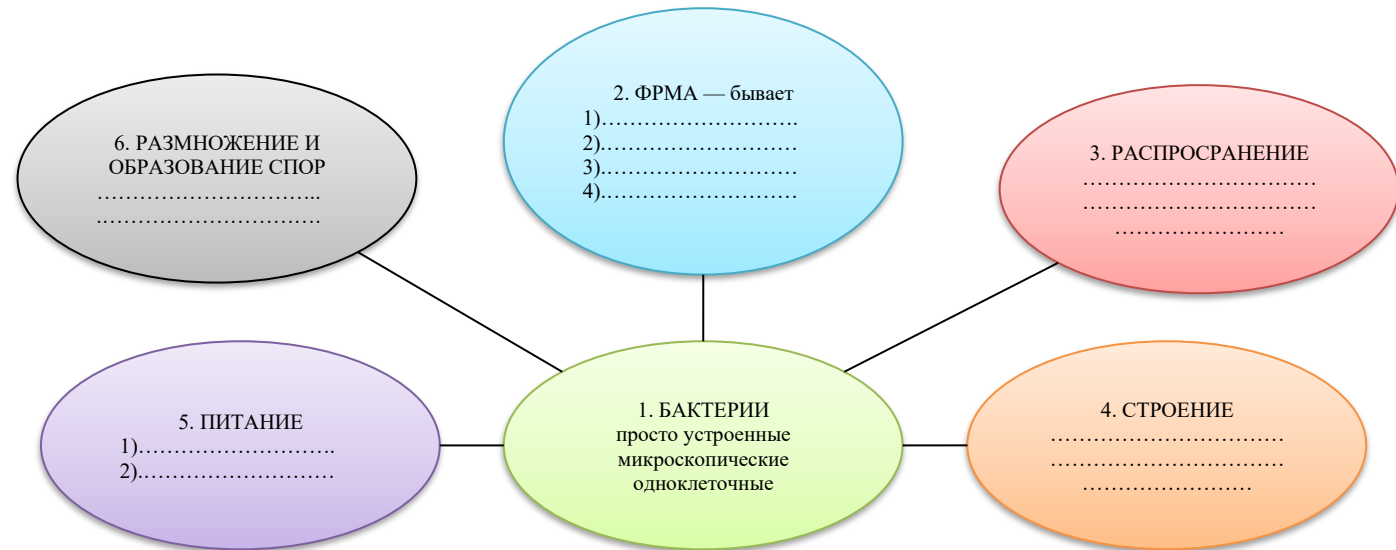 6. РАЗМНОЖЕНИЕ И
ОБРАЗОВАНИЕ СПОР
…………………………..
.………………………….
2. ФРМА — бывает
1)……………………….
2).………………………
3).………………………
4).………………………
3. РАСПРОСРАНЕНИЕ
……………………………
……………………………
……………………
5. ПИТАНИЕ
1)……………………….
2).………………………
1. БАКТЕРИИ
просто устроенные
микроскопические
одноклеточные
4. СТРОЕНИЕ
……………………………
……………………………
……………………